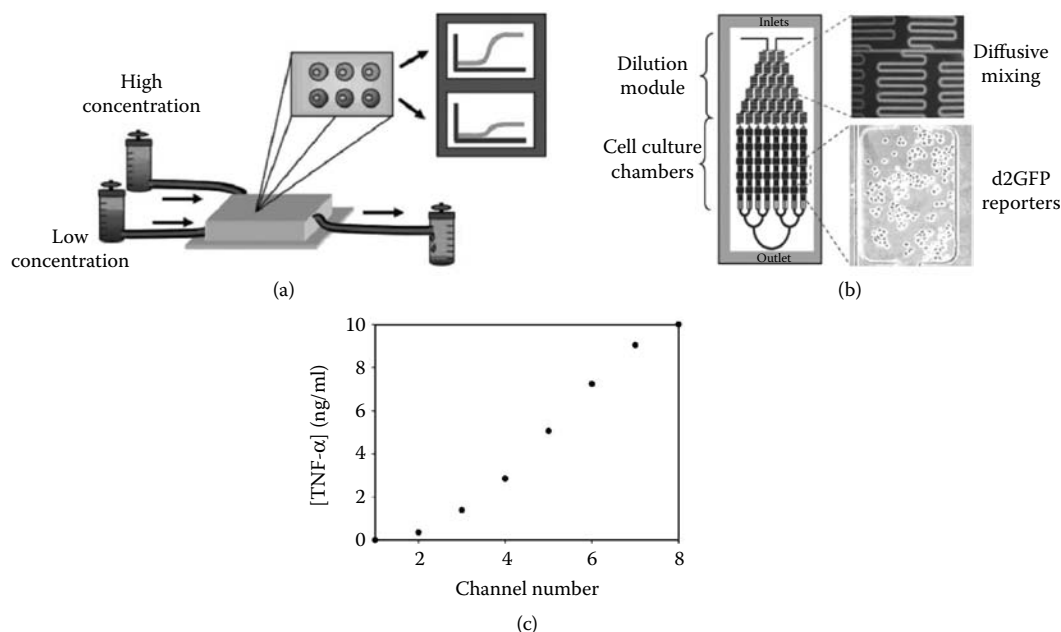 High
concentration
Low
concentration
(a)
Inlets
Dilution
module
Cell culture
chambers
Outlet
Diffusive
mixing
d2GFP
reporters
(b)
[TNF-α] (ng/ml)
10
8
6
4
2
0
2 4 6 8
Channel number
(c)